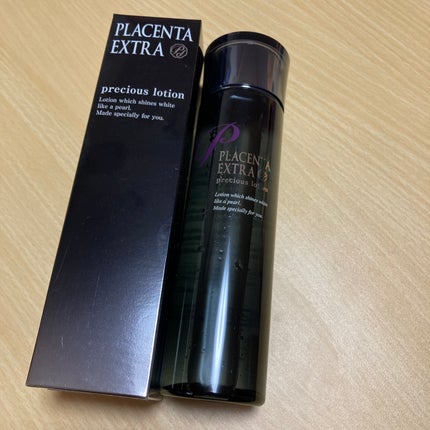 PLACENTA
EXTRA
precious lotion
Lotion which shines white
like a pearl.
Made specially for you.
P
PLACENTA
EXTRA
precious lotion
Lotion which shines white
like a pearl.
Made specially for you.